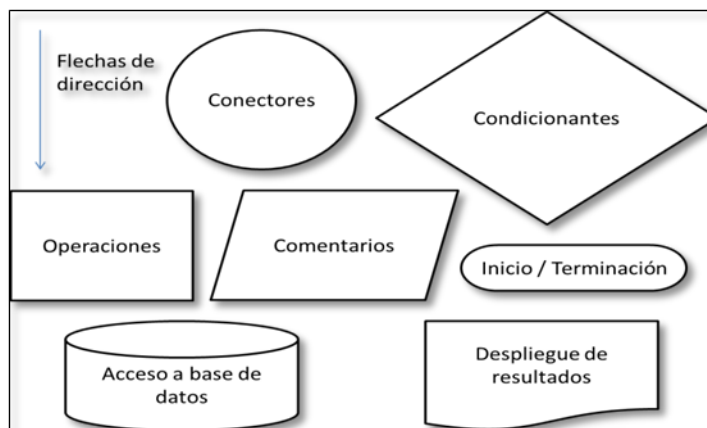 Flechas de
dirección
Conectores
Condicionantes
Operaciones
Comentarios
Inicio / Terminación
Acceso a base de
datos
Despliegue de
resultados